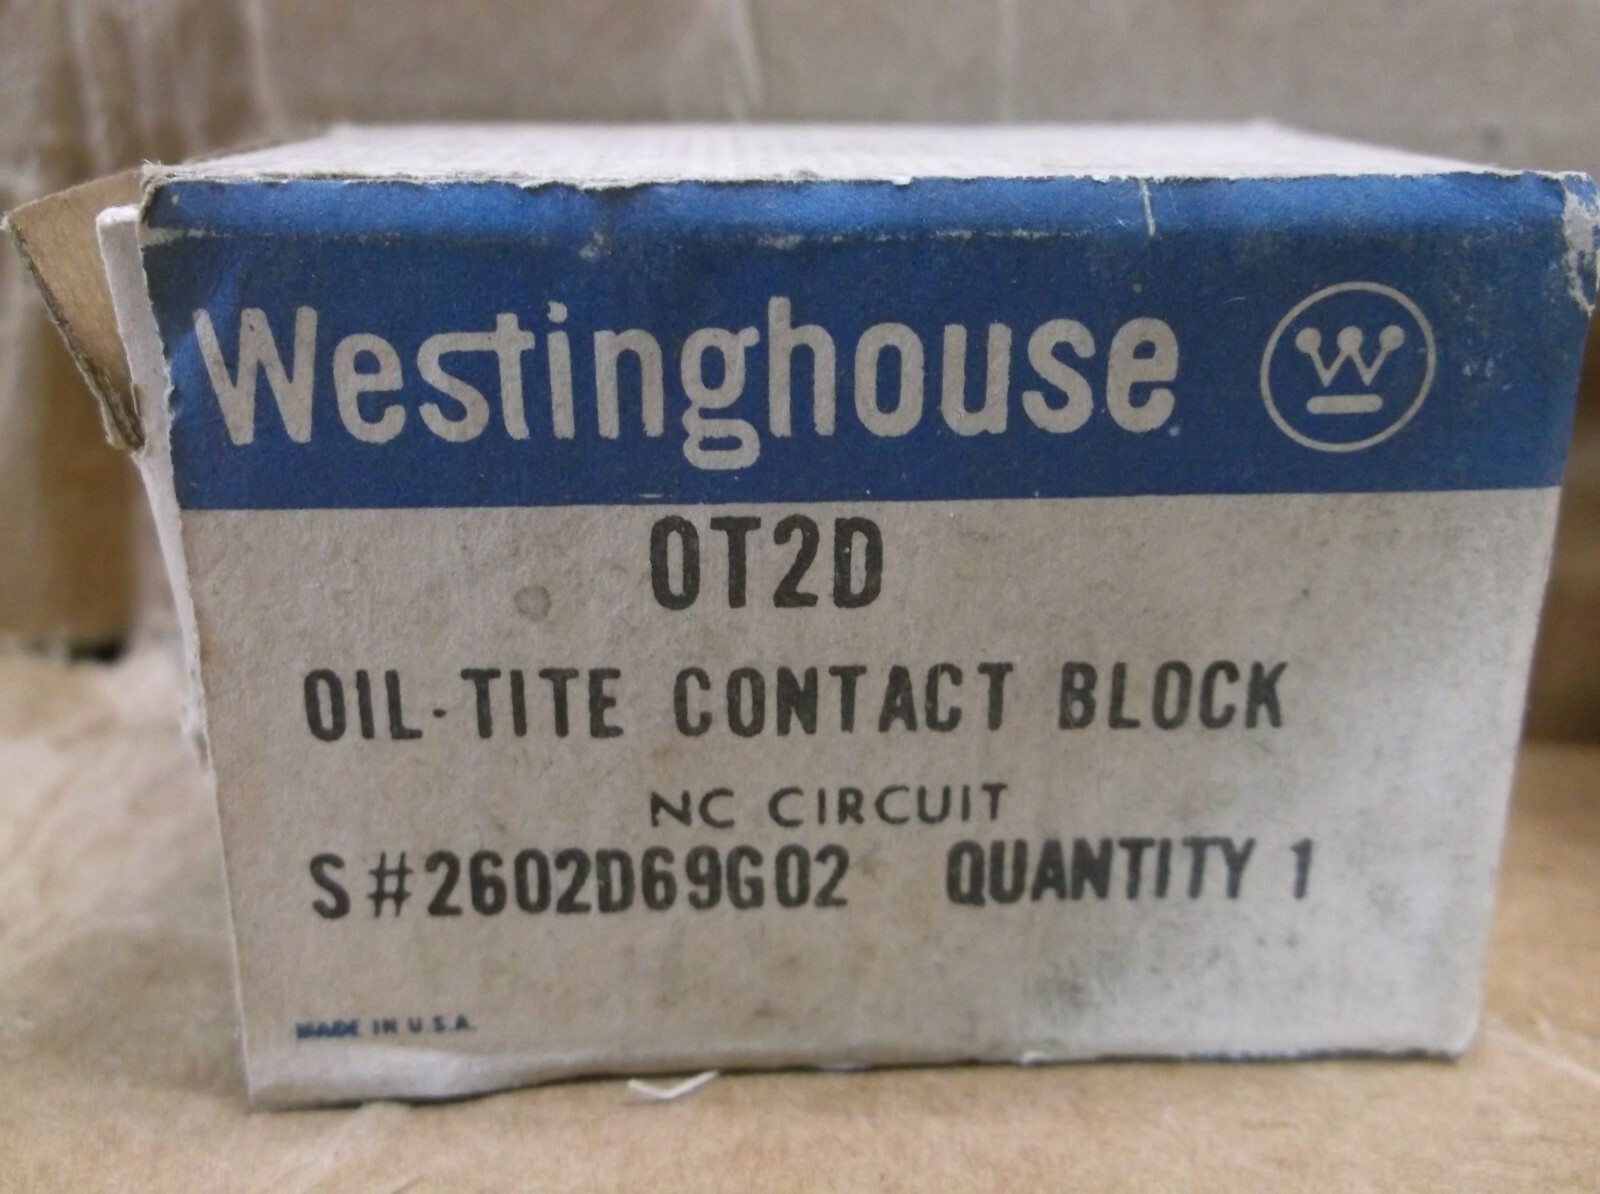 Westinghouse W
OT2D
OIL-TITE CONTACT BLOCK
NC CIRCUIT
S#2602D69G02 QUANTITY 1
MADE IN U.S.A.